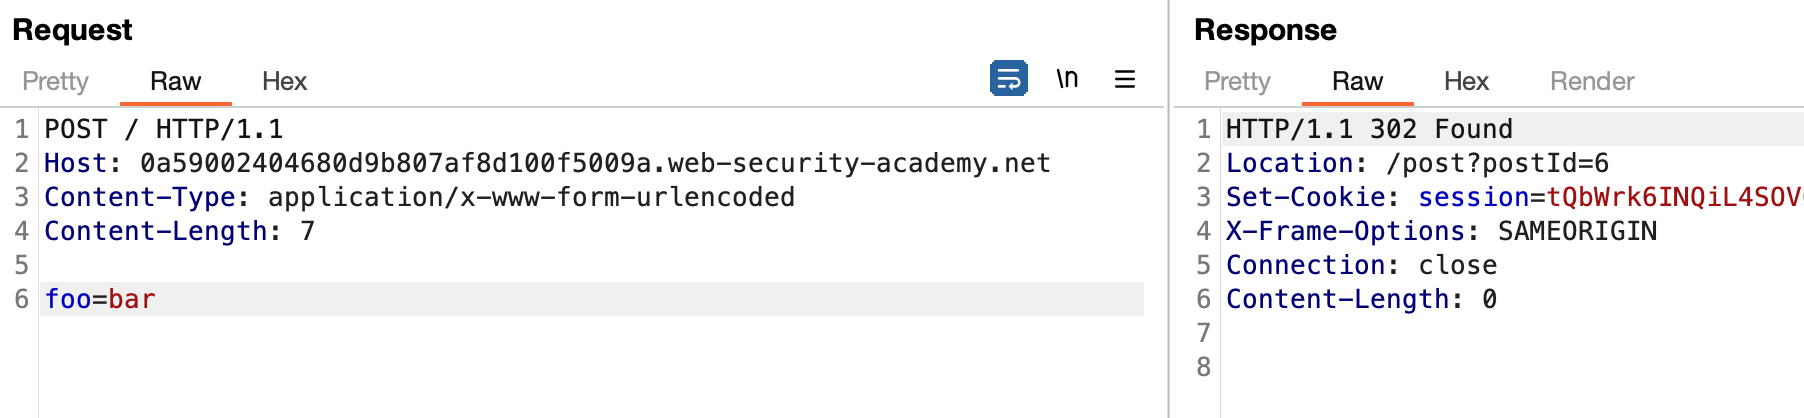 Request
Pretty Raw Hex
\n
1 POST / HTTP/1.1
2 Host: 0a59002404680d9b807af8d100f5009a.web-security-academy.net
3 Content-Type: application/x-www-form-urlencoded
4 Content-Length: 7
5
6 foo=bar
Response
Pretty Raw Hex Render
1 HTTP/1.1 302 Found
2 Location: /post?postId=6
3 Set-Cookie: session=tQbWrk6INQiL4SOV
4 X-Frame-Options: SAMEORIGIN
5 Connection: close
6 Content-Length: 0
7
8